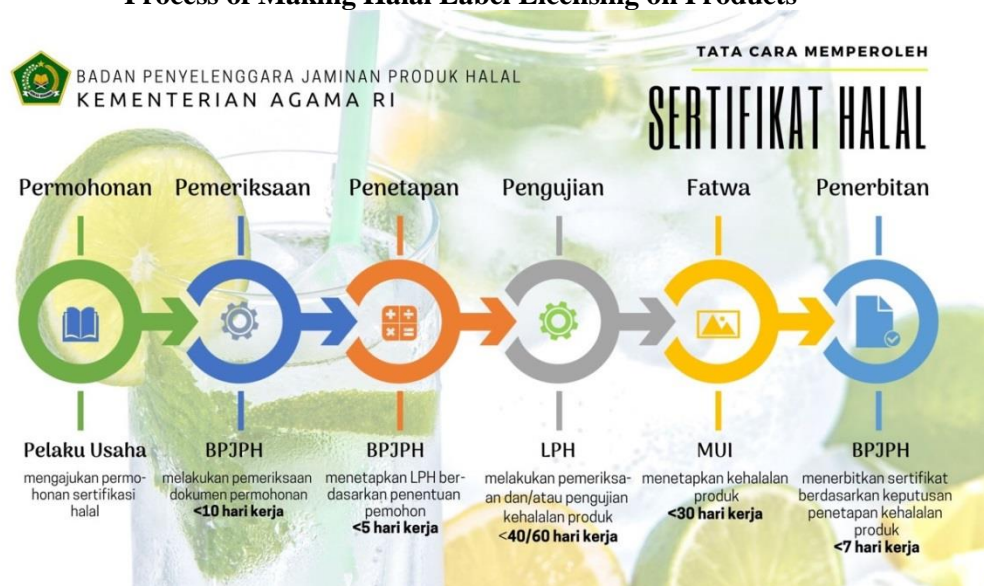 Process of Making Halal Label Licensing on Products
BADAN PENYELENGGARA JAMINAN PRODUK HALAL
KEMENTERIAN AGAMA RI
TATA CARA MEMPEROLEH
SERTIFIKAT HALAL
Permohonan
Pemeriksaan
Penetapan
Pengujian
Fatwa
Penerbitan
Pelaku Usaha
mengajukan permo-
honan sertifikasi
halal
BPJPH
melakukan pemeriksaan
dokumen permohonan
<10 hari kerja
BPJPH
menetapkan LPH ber-
dasarkan penentuan
pemohon
<5 hari kerja
LPH
melakukan pemeriksa-
an dan/atau pengujian
kehalalan produk
<40/60 hari kerja
MUI
menetapkan kehalalan
produk
<30 hari kerja
BPJPH
menerbitkan sertifikat
berdasarkan keputusan
penetapan kehalalan
produk
<7 hari kerja